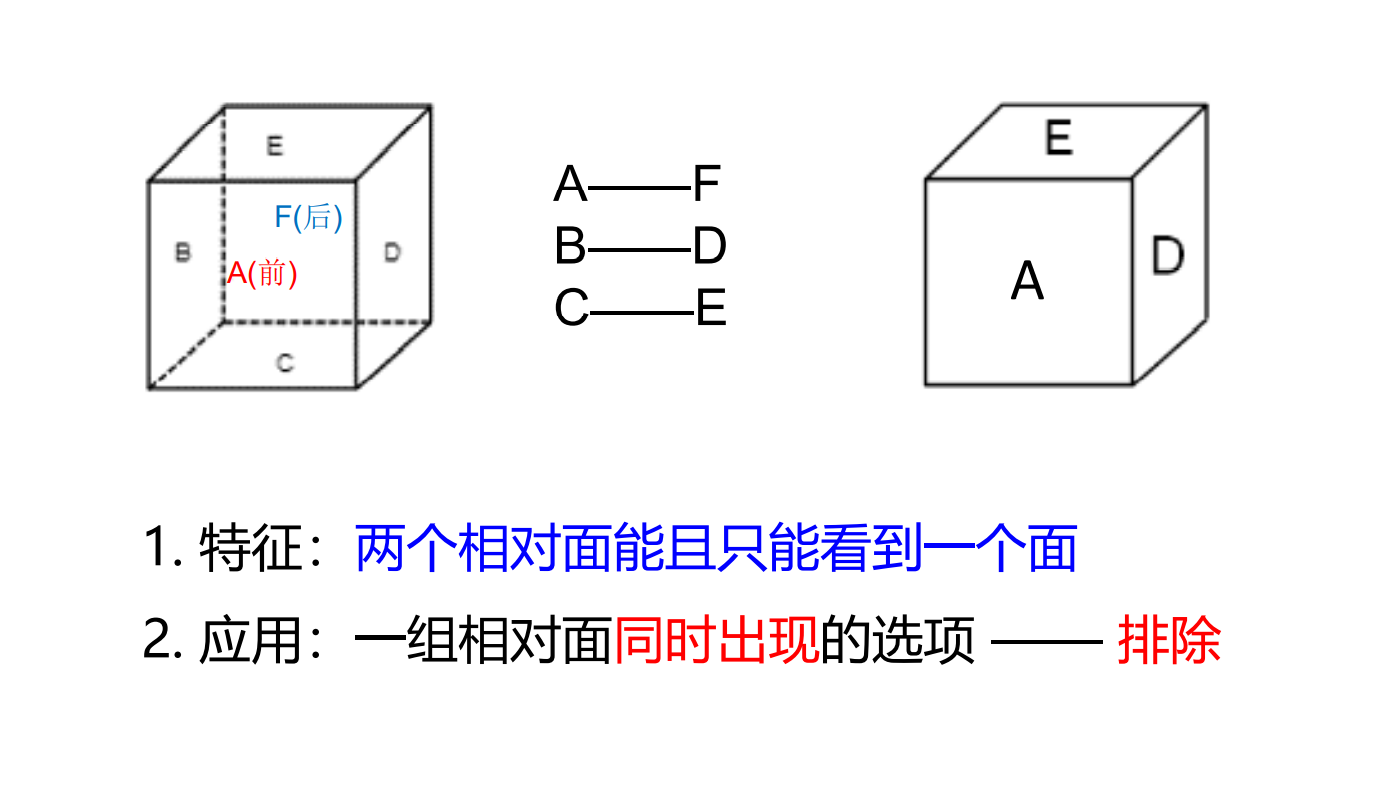 E
F(后)
B
D
A(前)
C
A——F
B——D
C——E
E
D
A
1. 特征：两个相对面能且只能看到一个面
2. 应用：一组相对面同时出现的选项 —— 排除